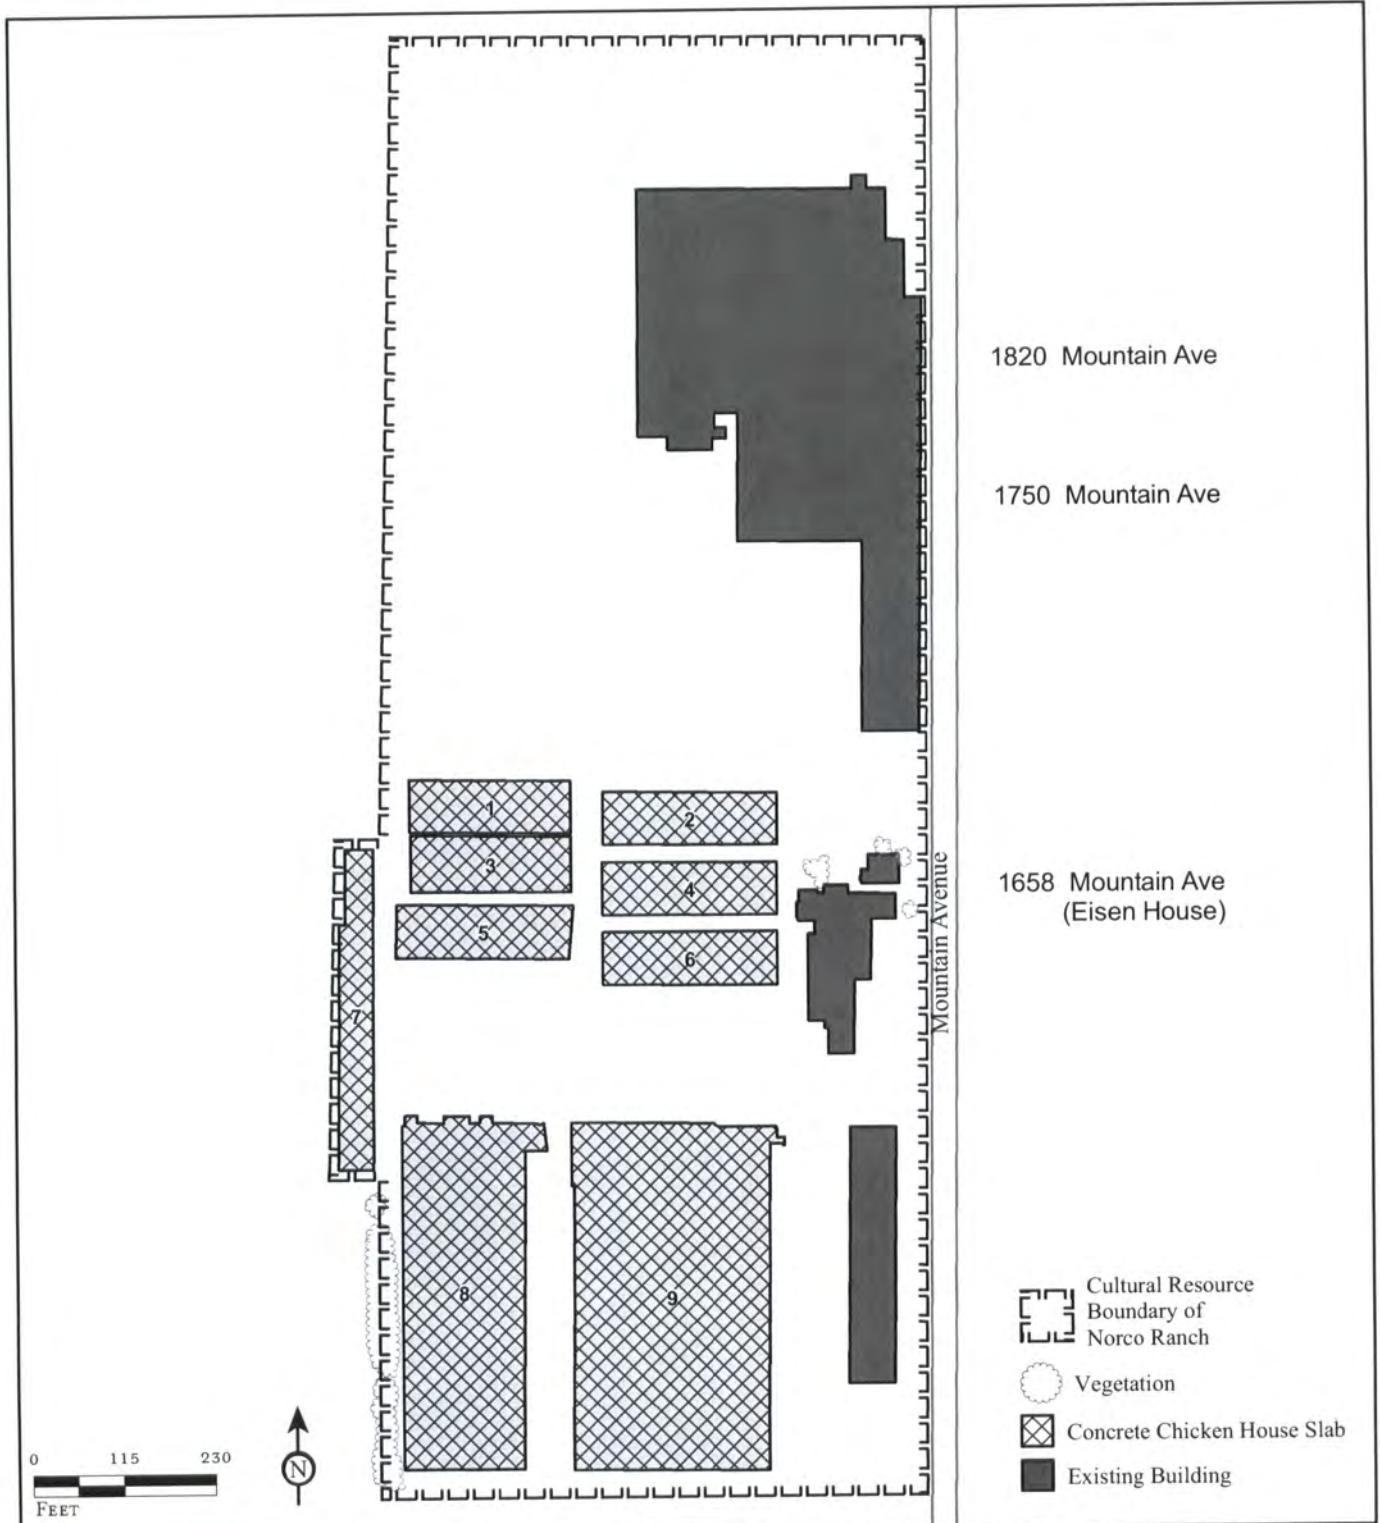 1820 Mountain Ave
1750 Mountain Ave
1
2
3
4
5
6
7
Mountain Avenue
1658 Mountain Ave
(Eisen House)
8
9
Cultural Resource
Boundary of
Norco Ranch
Vegetation
Concrete Chicken House Slab
Existing Building
0 115 230
FEET
N